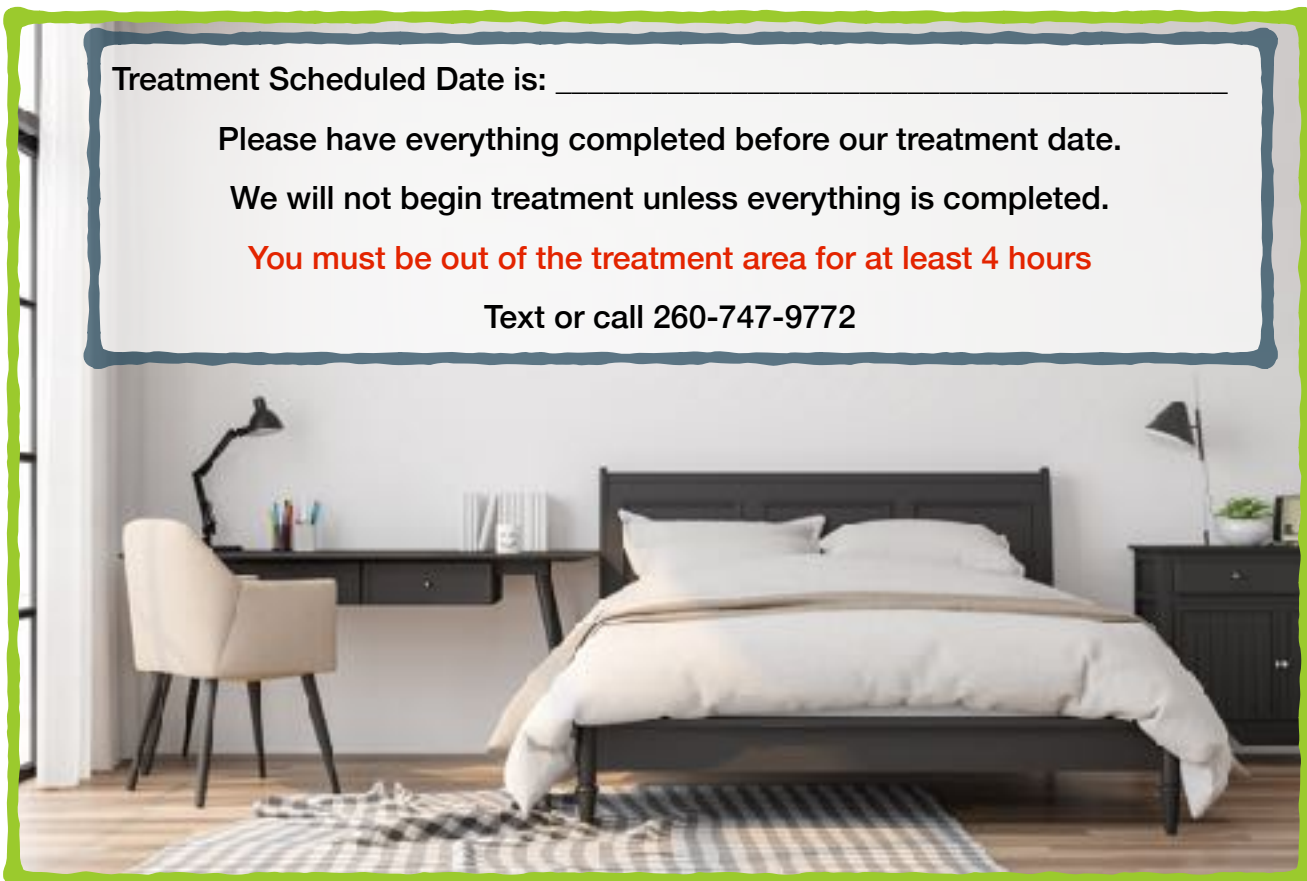 Treatment Scheduled Date is: __________________________________________
Please have everything completed before our treatment date.
We will not begin treatment unless everything is completed.
You must be out of the treatment area for at least 4 hours
Text or call 260-747-9772